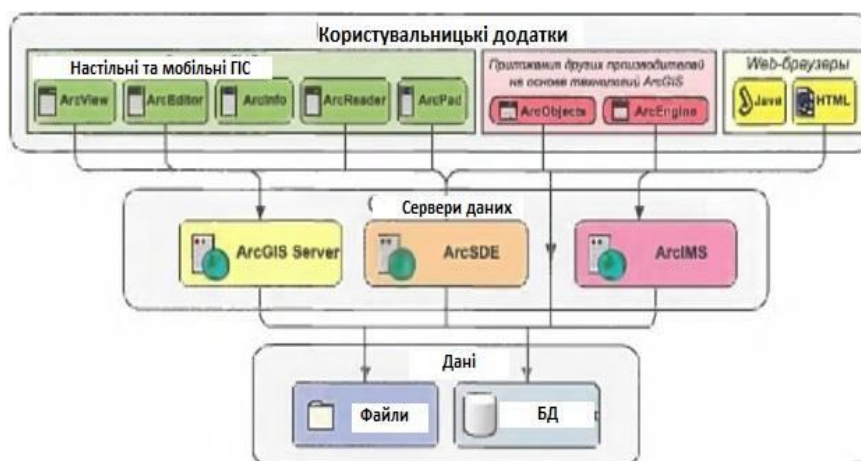 Користувальницькі додатки
Настільні та мобільні ГІС
Приложения других производителей
на основе технологий ArcGIS
Web-браузеры
ArcView
ArcEditor
ArcInfo
ArcReader
ArcPad
ArcObjects
ArcEngine
Java
HTML
Сервери даних
ArcGIS Server
ArcSDE
ArcIMS
Дані
Файли
БД